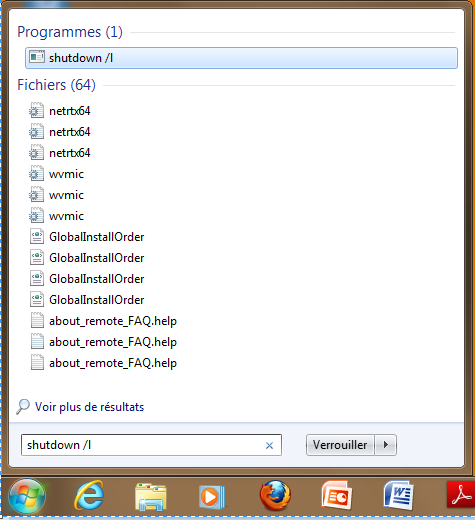 Programmes (1)
shutdown /l
Fichiers (64)
netrtx64
netrtx64
netrtx64
wvmic
wvmic
wvmic
GlobalInstallOrder
GlobalInstallOrder
GlobalInstallOrder
GlobalInstallOrder
about_remote_FAQ.help
about_remote_FAQ.help
about_remote_FAQ.help
Voir plus de résultats
shutdown /l
Verrouiller